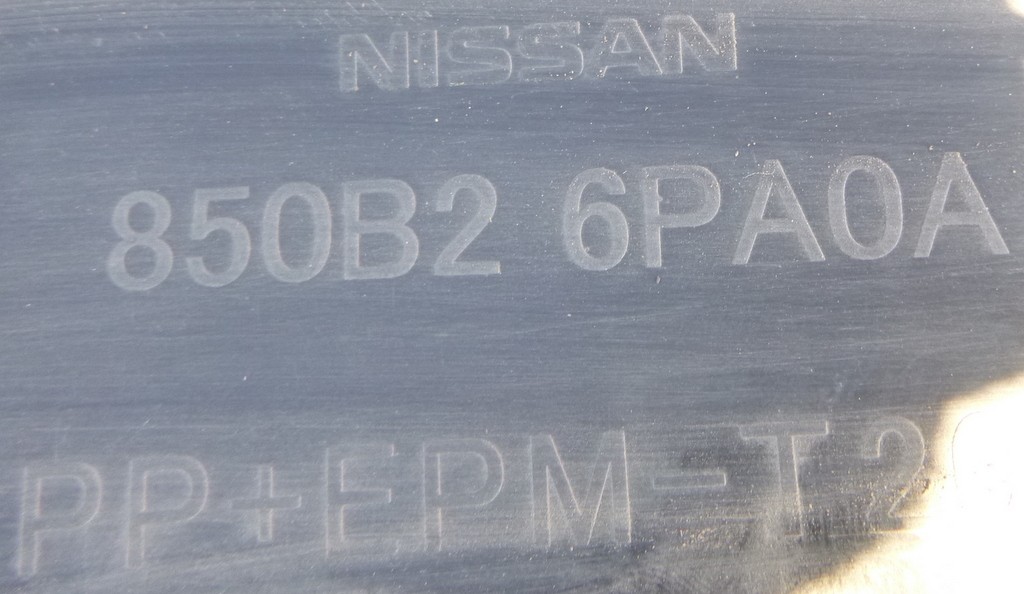 NISSAN
850B2 6PA0A
PP+EPM-T2